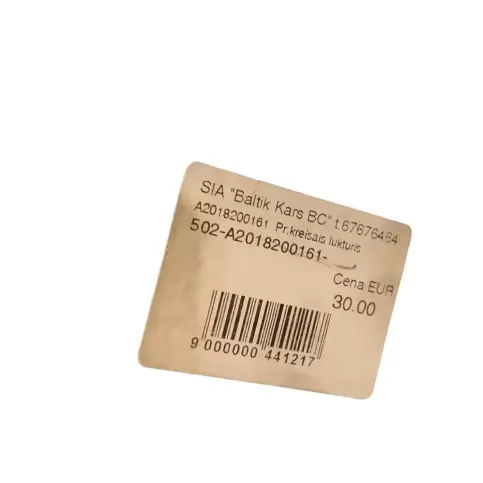 SIA "Baltik Kars BC" t.67676464
A2018200161 Pr.kreisais lukturis
502-A2018200161-
Cena EUR
30.00
9 000000 441217